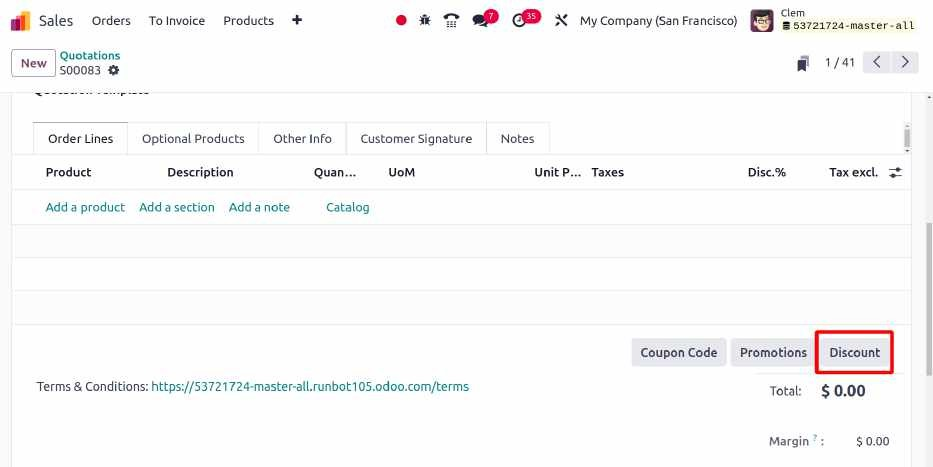 Sales Orders To Invoice Products + 7 35 My Company (San Francisco) Clem
53721724-master-all
New Quotations
S00083 1 / 41
Quotation Template
Order Lines Optional Products Other Info Customer Signature Notes
Product Description Quan... UoM Unit P... Taxes Disc.% Tax excl.
Add a product Add a section Add a note Catalog
Coupon Code Promotions Discount
Terms & Conditions: https://53721724-master-all.runbot105.odoo.com/terms
Total: $ 0.00
Margin ? : $ 0.00